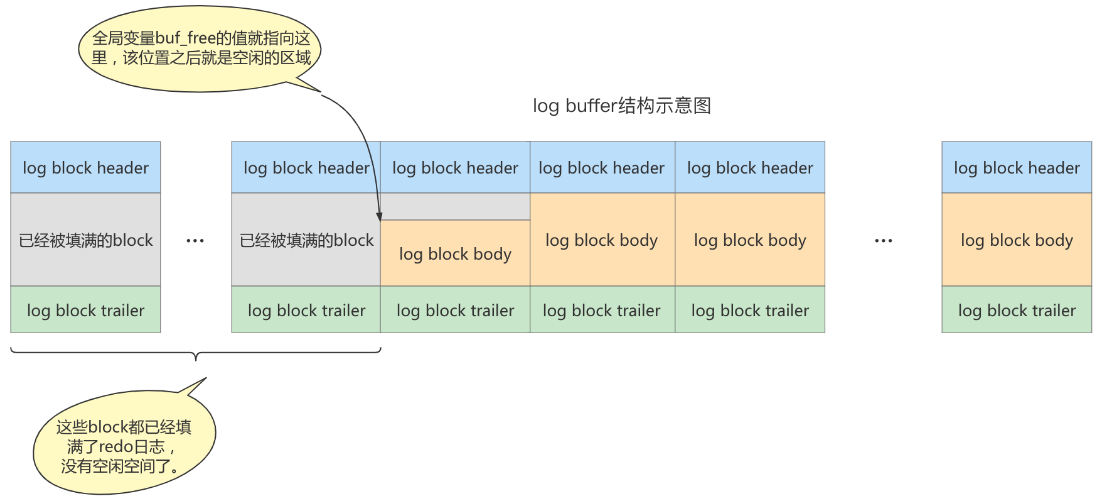 全局变量buf_free的值就指向这
里，该位置之后就是空闲的区域
log buffer结构示意图
log block header
log block header
log block header
log block header
log block header
log block header
已经被填满的block
...
已经被填满的block
log block body
log block body
log block body
...
log block body
log block trailer
log block trailer
log block trailer
log block trailer
log block trailer
log block trailer
这些block都已经填
满了redo日志，
没有空闲空间了。